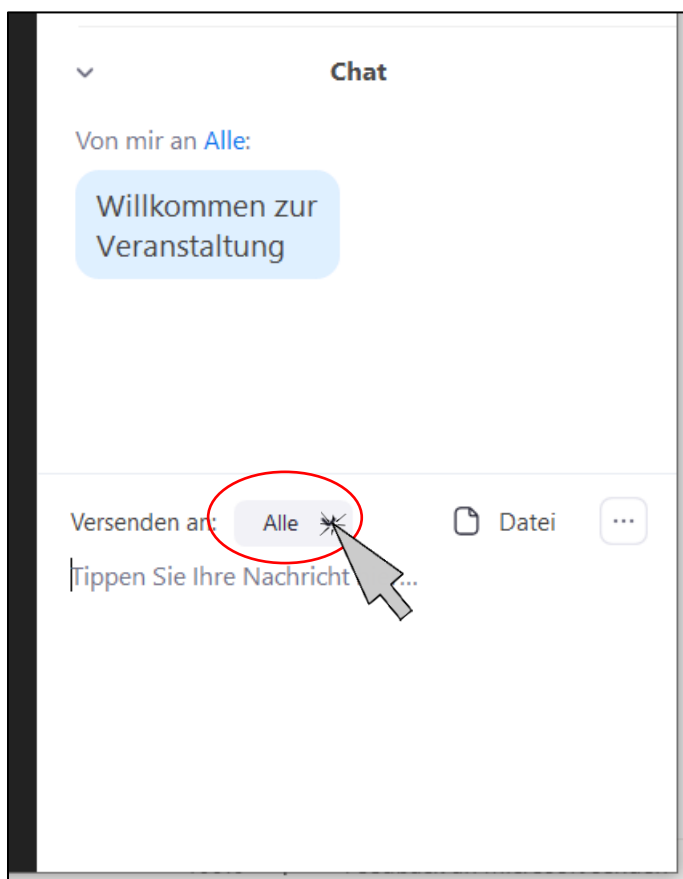 Chat
Von mir an Alle:
Willkommen zur
Veranstaltung
Versenden an: Alle Datei ...
Tippen Sie Ihre Nachricht ...